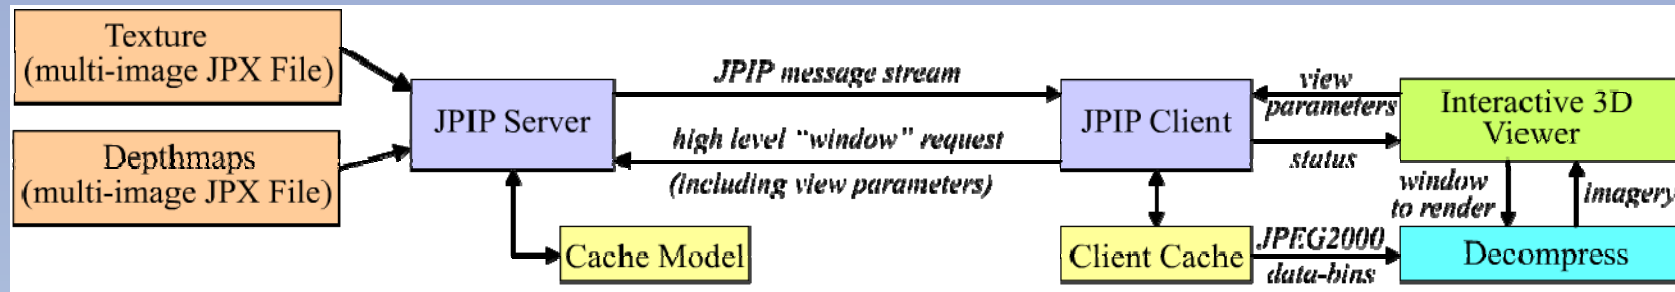 Texture
(multi-image JPX File)
Depthmaps
(multi-image JPX File)
JPIP Server
Cache Model
JPIP message stream
high level “window” request
(including view parameters)
JPIP Client
Client Cache
view
parameters
status
JPEG2000
data-bins
Interactive 3D
Viewer
window
to render
imagery
Decompress